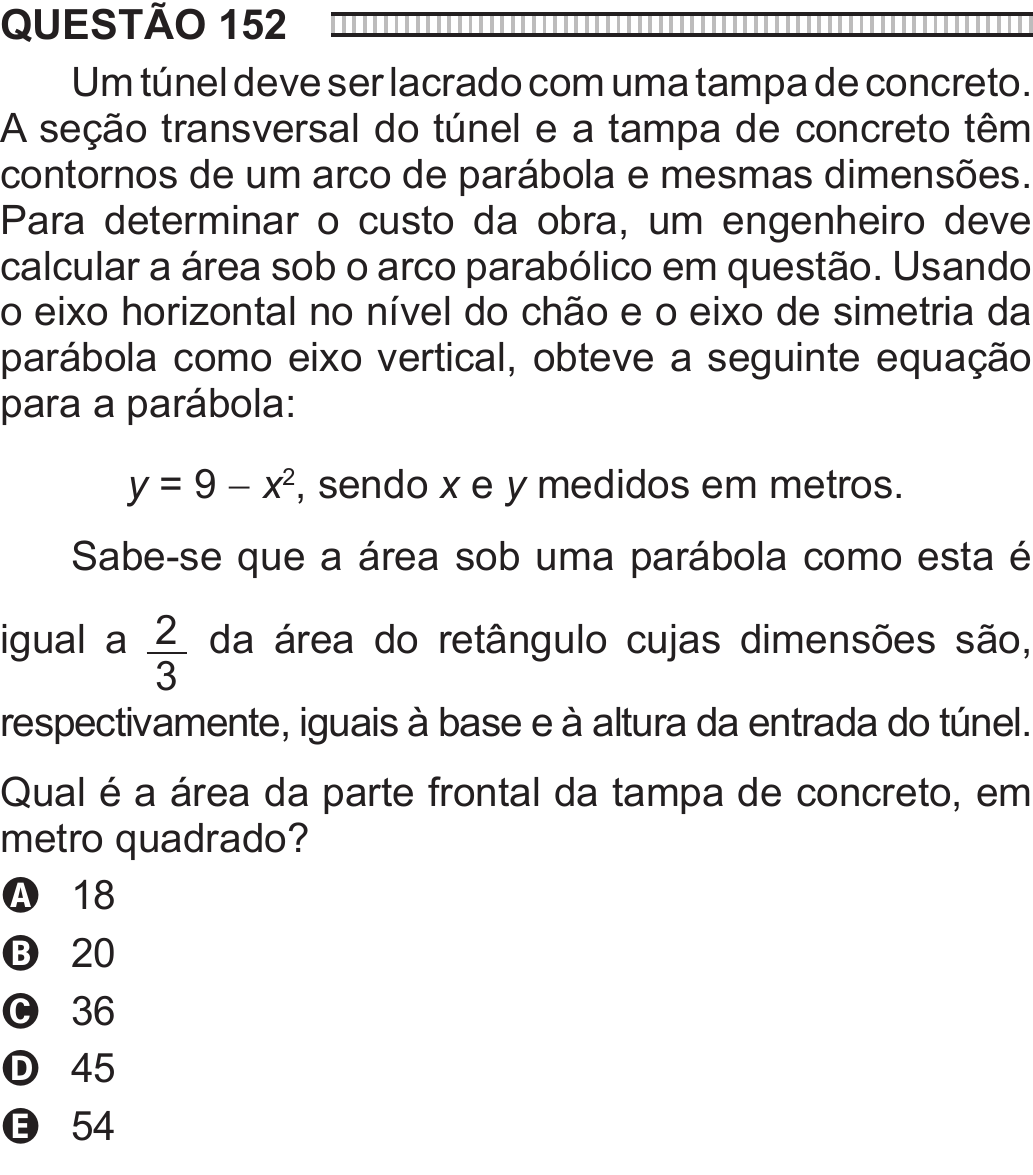 QUESTÃO 152
Um túnel deve ser lacrado com uma tampa de concreto.
A seção transversal do túnel e a tampa de concreto têm
contornos de um arco de parábola e mesmas dimensões.
Para determinar o custo da obra, um engenheiro deve
calcular a área sob o arco parabólico em questão. Usando
o eixo horizontal no nível do chão e o eixo de simetria da
parábola como eixo vertical, obteve a seguinte equação
para a parábola:
y = 9 – x², sendo x e y medidos em metros.
Sabe-se que a área sob uma parábola como esta é
igual a 2/3 da área do retângulo cujas dimensões são,
respectivamente, iguais à base e à altura da entrada do túnel.
Qual é a área da parte frontal da tampa de concreto, em
metro quadrado?
A 18
B 20
C 36
D 45
E 54